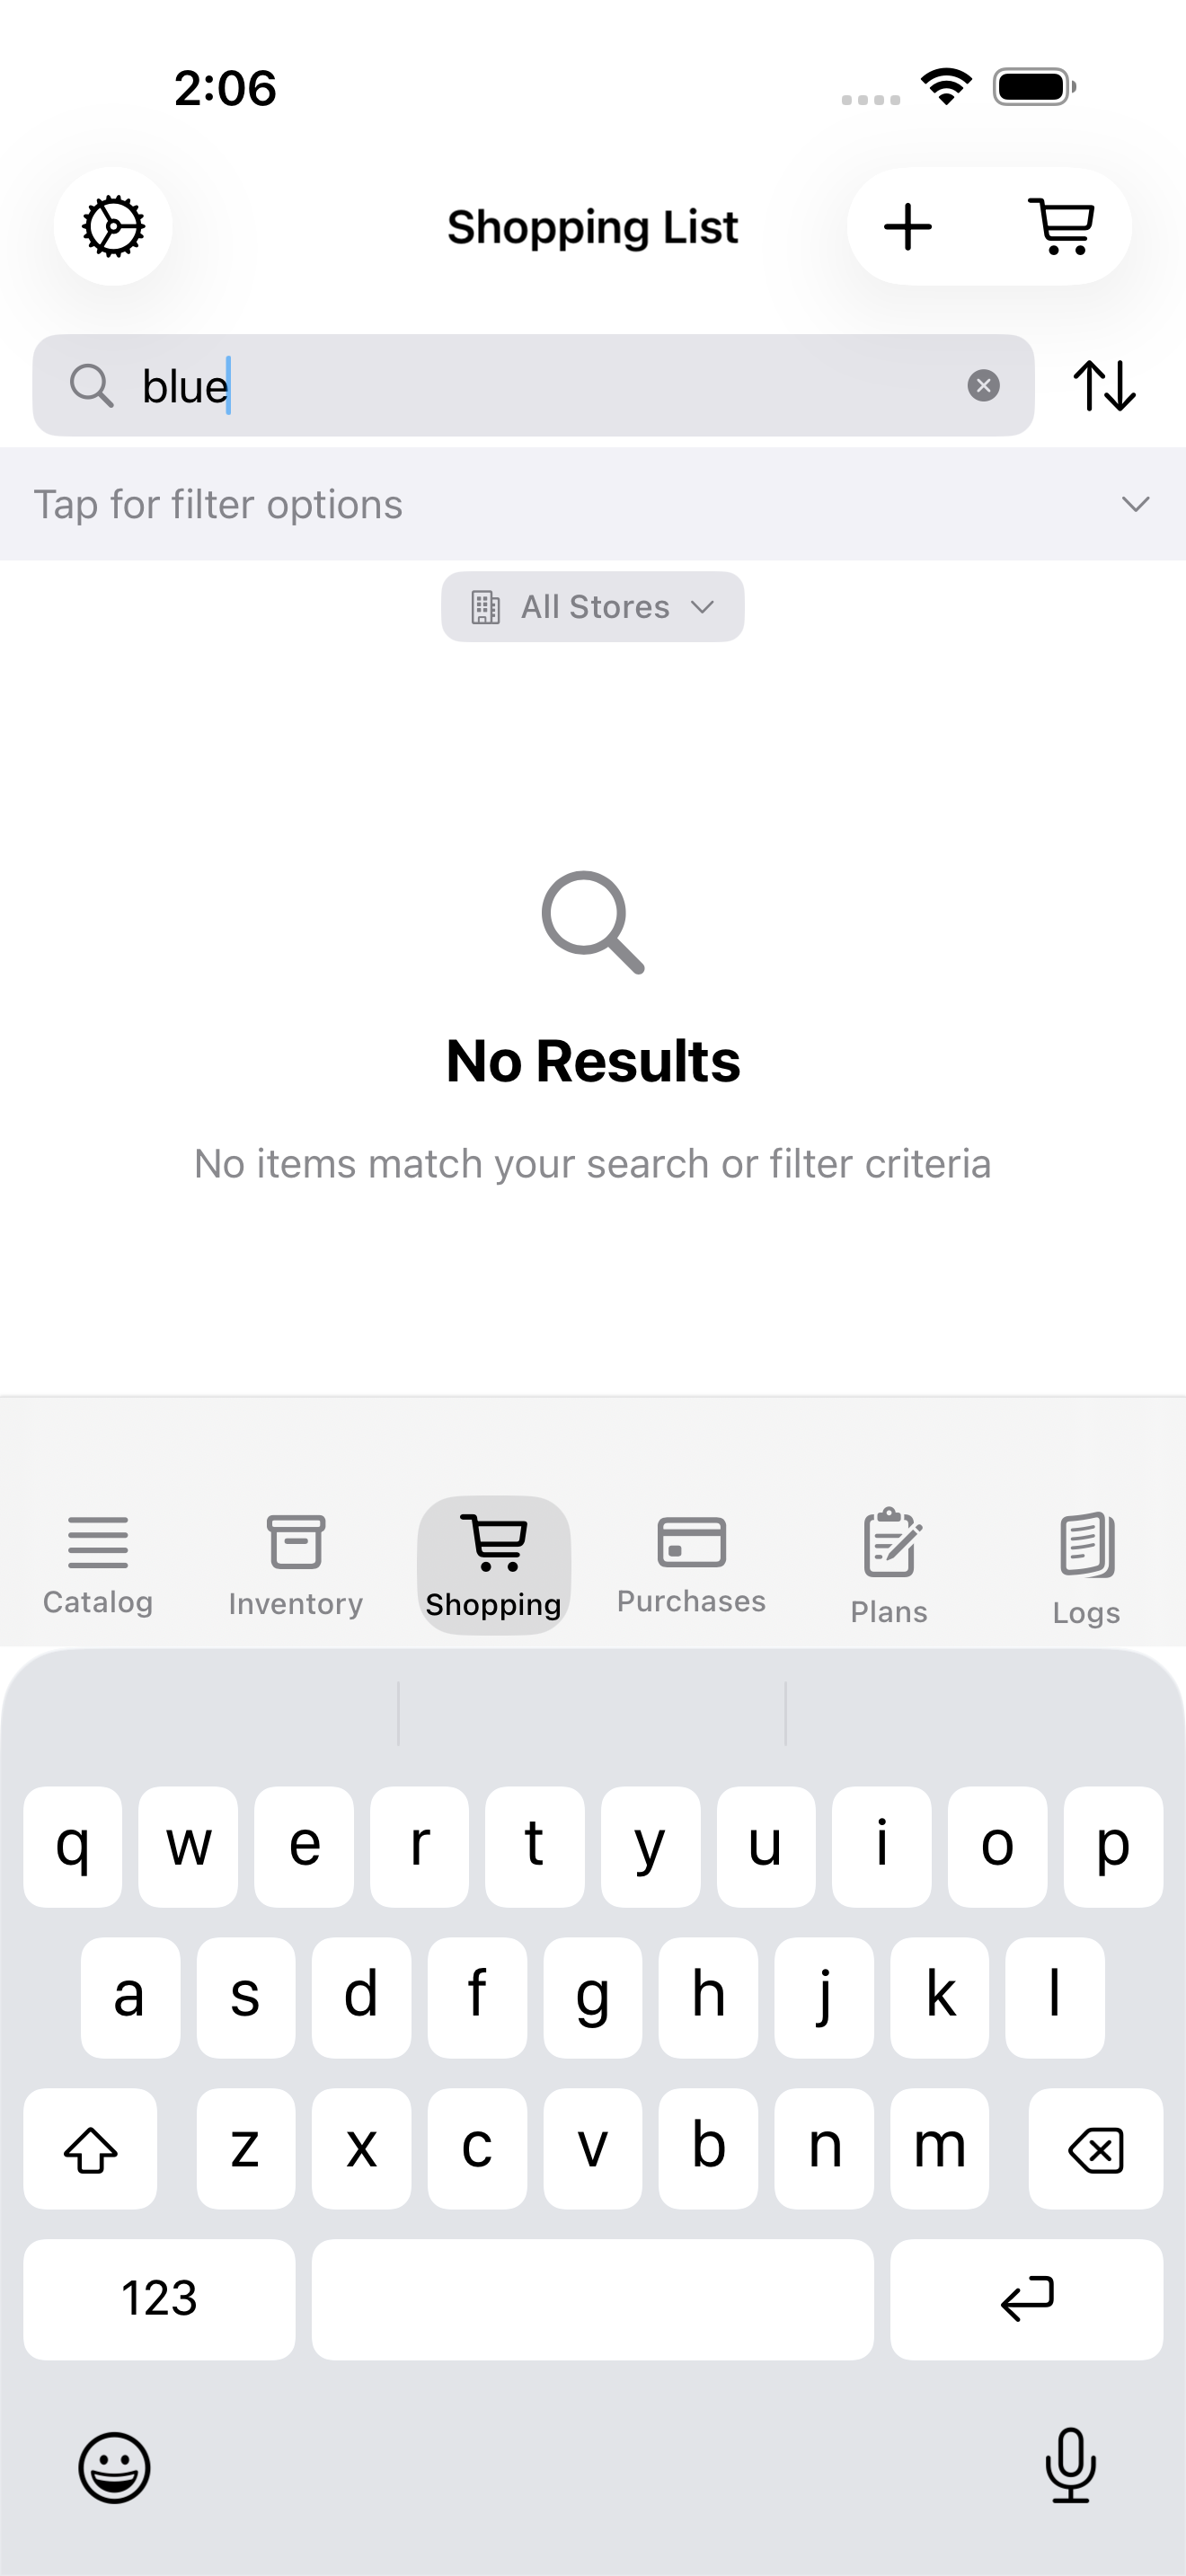 2:06
Shopping List
blue
Tap for filter options
All Stores
No Results
No items match your search or filter criteria
Catalog
Inventory
Shopping
Purchases
Plans
Logs
q w e r t y u i o p
a s d f g h j k l
z x c v b n m
123